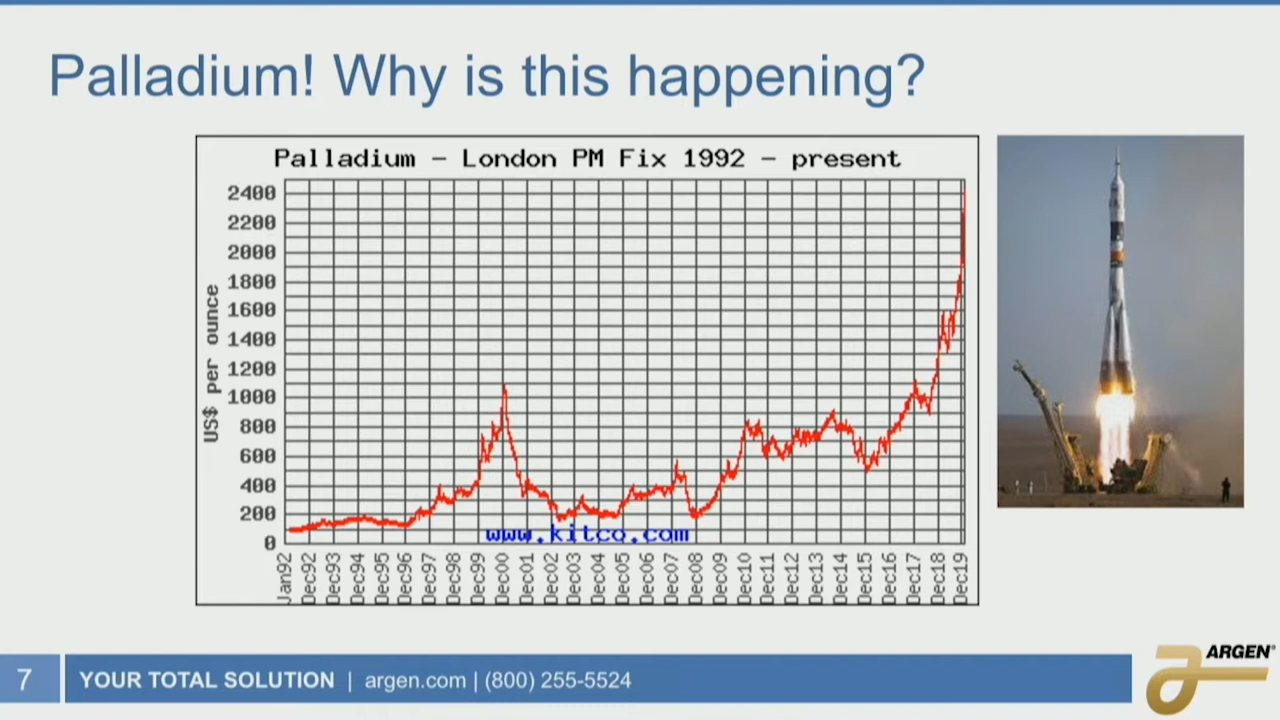 Palladium! Why is this happening?
Palladium - London PM Fix 1992 - present
2400
2200
2000
1800
1600
1400
1200
1000
800
600
400
200
0
US$ per ounce
www.kitco.com
Jan92
Dec92
Dec93
Dec94
Dec95
Dec96
Dec97
Dec98
Dec99
Dec00
Dec01
Dec02
Dec03
Dec04
Dec05
Dec06
Dec07
Dec08
Dec09
Dec10
Dec11
Dec12
Dec13
Dec14
Dec15
Dec16
Dec17
Dec18
Dec19
7
YOUR TOTAL SOLUTION | argen.com | (800) 255-5524
ARGEN®